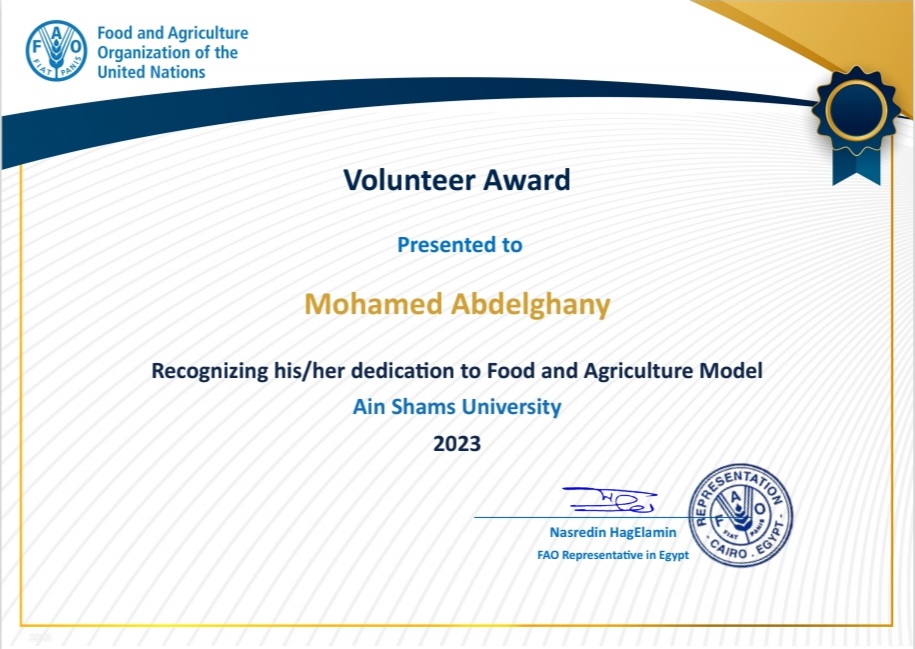 Food and Agriculture
Organization of the
United Nations
F A O
FIAT PANIS
Volunteer Award
Presented to
Mohamed Abdelghany
Recognizing his/her dedication to Food and Agriculture Model
Ain Shams University
2023
Nasredin HagElamin
FAO Representative in Egypt
REPRESENTATION
F A O
FIAT PANIS
- CAIRO . EGYPT -